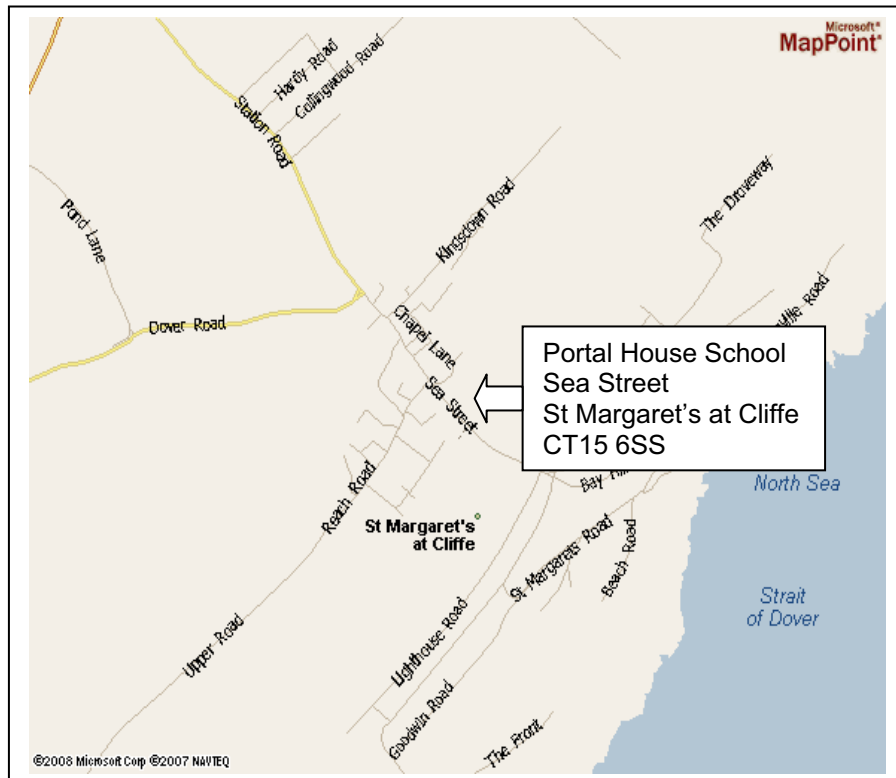 Microsoft®
MapPoint®
Hardy Road
Collingwood Road
Station Road
Kingsdown Road
The Droveway
Pond Lane
Dover Road
Chapel Lane
Sea Street
Portal House School
Sea Street
St Margaret's at Cliffe
CT15 6SS
Bay
North Sea
Reach Road
St Margaret's
at Cliffe
St Margarets Road
Beach Road
Strait
of Dover
Upper Road
Lighthouse Road
Goodwin Road
The Front
©2008 Microsoft Corp ©2007 NAVTEQ